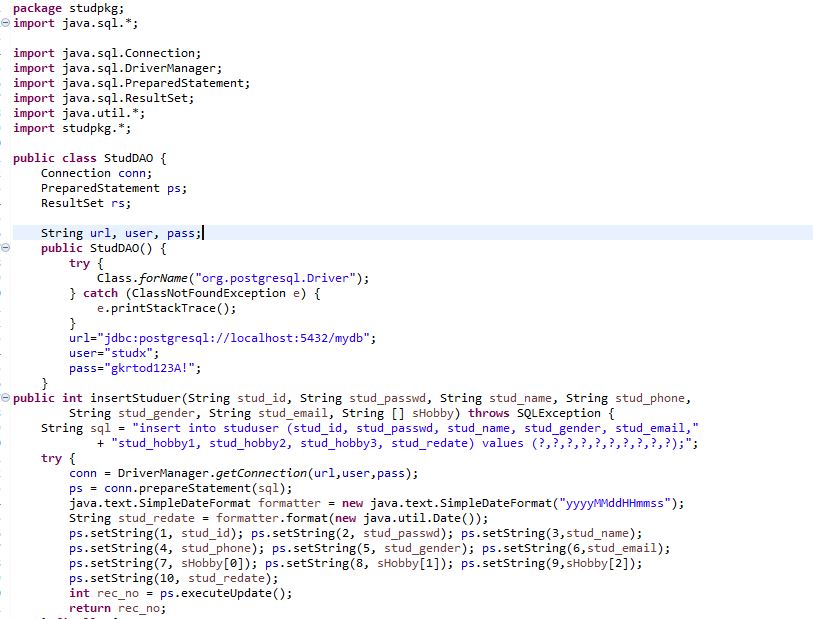 package studpkg;
import java.sql.*;
import java.sql.Connection;
import java.sql.DriverManager;
import java.sql.PreparedStatement;
import java.sql.ResultSet;
import java.util.*;
import studpkg.*;
public class StudDAO {
Connection conn;
PreparedStatement ps;
ResultSet rs;
String url, user, pass;
public StudDAO() {
try {
Class.forName("org.postgresql.Driver");
} catch (ClassNotFoundException e) {
e.printStackTrace();
}
url="jdbc:postgresql://localhost:5432/mydb";
user="studx";
pass="gkrtod123A!";
}
public int insertStuduer(String stud_id, String stud_passwd, String stud_name, String stud_phone,
String stud_gender, String stud_email, String [] sHobby) throws SQLException {
String sql = "insert into studuser (stud_id, stud_passwd, stud_name, stud_gender, stud_email,"
+ "stud_hobby1, stud_hobby2, stud_hobby3, stud_redate) values (?,?,?,?,?,?,?,?,?,?);";
try {
conn = DriverManager.getConnection(url,user,pass);
ps = conn.prepareStatement(sql);
java.text.SimpleDateFormat formatter = new java.text.SimpleDateFormat("yyyyMMddHHmmss");
String stud_redate = formatter.format(new java.util.Date());
ps.setString(1, stud_id); ps.setString(2, stud_passwd); ps.setString(3,stud_name);
ps.setString(4, stud_phone); ps.setString(5, stud_gender); ps.setString(6,stud_email);
ps.setString(7, sHobby[0]); ps.setString(8, sHobby[1]); ps.setString(9,sHobby[2]);
ps.setString(10, stud_redate);
int rec_no = ps.executeUpdate();
return rec_no;